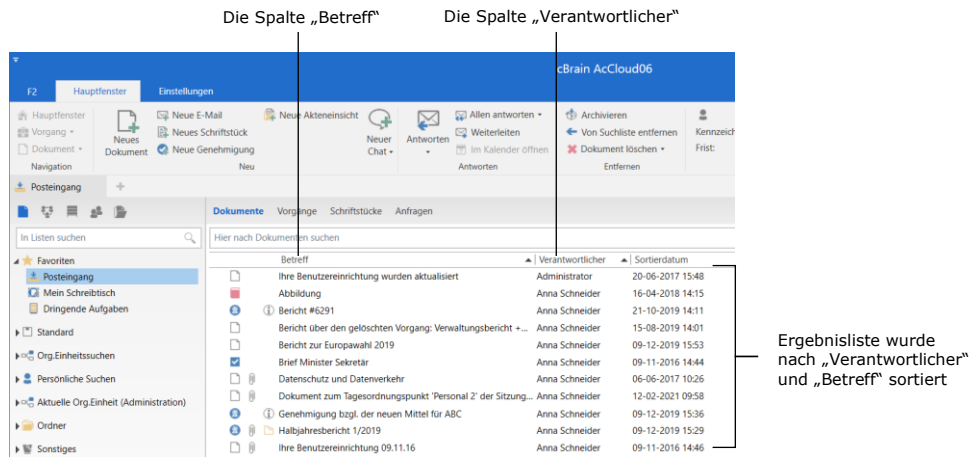 Die Spalte „Betreff“ Die Spalte „Verantwortlicher“
cBrain AcCloud06
F2 Hauptfenster Einstellungen
Hauptfenster
Vorgang
Dokument
Navigation
Neues Dokument
Neue E-Mail
Neues Schriftstück
Neue Genehmigung
Neue Akteneinsicht
Neu
Neuer Chat
Antworten
Allen antworten
Weiterleiten
Im Kalender öffnen
Antworten
Archivieren
Von Suchliste entfernen
Dokument löschen
Entfernen
Kennzeich
Frist:
Posteingang +
In Listen suchen
Favoriten
Posteingang
Mein Schreibtisch
Dringende Aufgaben
Standard
Org.Einheitssuchen
Persönliche Suchen
Aktuelle Org.Einheit (Administration)
Ordner
Sonstiges
Dokumente Vorgänge Schriftstücke Anfragen
Hier nach Dokumenten suchen
Betreff Verantwortlicher Sortierdatum
Ihre Benutzereinrichtung wurden aktualisiert Administrator 20-06-2017 15:48
Abbildung Anna Schneider 16-04-2018 14:15
Bericht #6291 Anna Schneider 21-10-2019 14:11
Bericht über den gelöschten Vorgang: Verwaltungsbericht +... Anna Schneider 15-08-2019 14:01
Bericht zur Europawahl 2019 Anna Schneider 09-12-2019 15:53
Brief Minister Sekretär Anna Schneider 09-11-2016 14:44
Datenschutz und Datenverkehr Anna Schneider 06-06-2017 10:26
Dokument zum Tagesordnungspunkt 'Personal 2' der Sitzung... Anna Schneider 12-02-2021 09:58
Genehmigung bzgl. der neuen Mittel für ABC Anna Schneider 09-12-2019 15:36
Halbjahresbericht 1/2019 Anna Schneider 09-12-2019 15:29
Ihre Benutzereinrichtung 09.11.16 Anna Schneider 09-11-2016 14:46
Ergebnisliste wurde
nach „Verantwortlicher“
und „Betreff“ sortiert